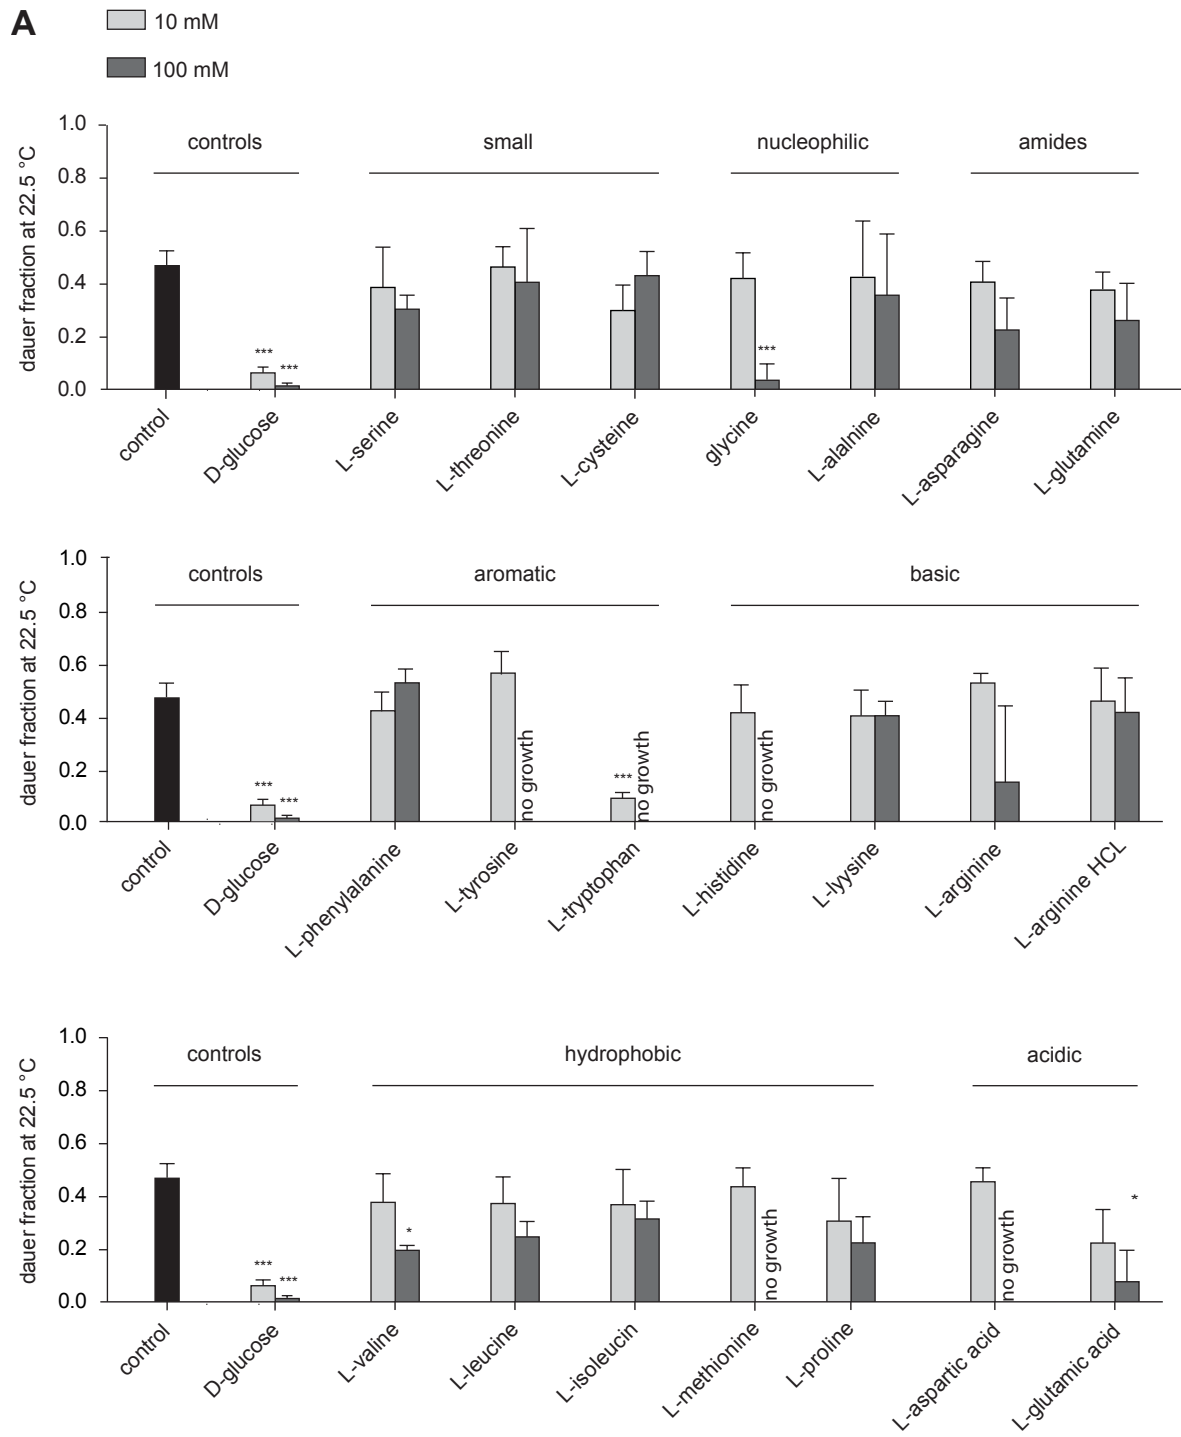 A
10 mM
100 mM
dauer fraction at 22.5 °C
1.0
0.8
0.6
0.4
0.2
0.0
controls
small
nucleophilic
amides
***
***
***
control
D-glucose
L-serine
L-threonine
L-cysteine
glycine
L-alalnine
L-asparagine
L-glutamine
dauer fraction at 22.5 °C
1.0
0.8
0.6
0.4
0.2
0.0
controls
aromatic
basic
***
***
no growth
***
no growth
no growth
control
D-glucose
L-phenylalanine
L-tyrosine
L-tryptophan
L-histidine
L-lyysine
L-arginine
L-arginine HCL
dauer fraction at 22.5 °C
1.0
0.8
0.6
0.4
0.2
0.0
controls
hydrophobic
acidic
***
***
*
no growth
no growth
*
control
D-glucose
L-valine
L-leucine
L-isoleucin
L-methionine
L-proline
L-aspartic acid
L-glutamic acid